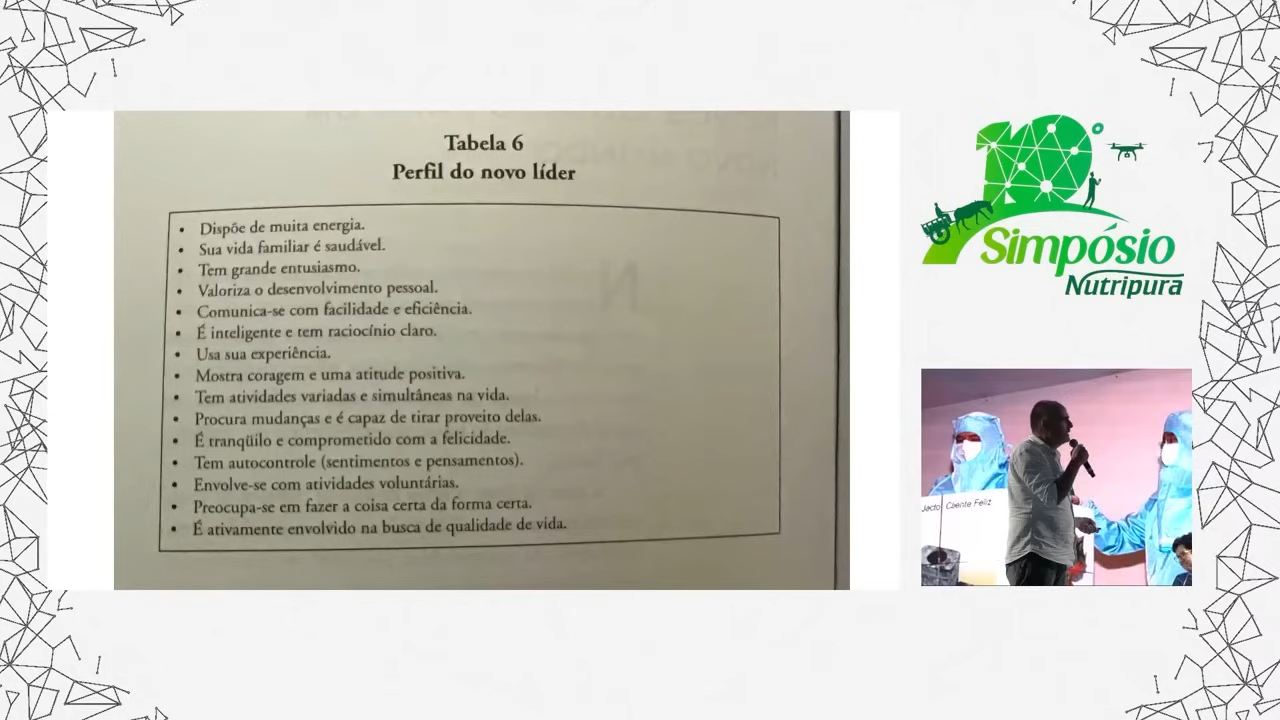 Tabela 6
Perfil do novo líder
• Dispõe de muita energia.
• Sua vida familiar é saudável.
• Tem grande entusiasmo.
• Valoriza o desenvolvimento pessoal.
• Comunica-se com facilidade e eficiência.
• É inteligente e tem raciocínio claro.
• Usa sua experiência.
• Mostra coragem e uma atitude positiva.
• Tem atividades variadas e simultâneas na vida.
• Procura mudanças e é capaz de tirar proveito delas.
• É tranqüilo e comprometido com a felicidade.
• Tem autocontrole (sentimentos e pensamentos).
• Envolve-se com atividades voluntárias.
• Preocupa-se em fazer a coisa certa da forma certa.
• É ativamente envolvido na busca de qualidade de vida.
10º
Simpósio
Nutripura
Cliente Feliz